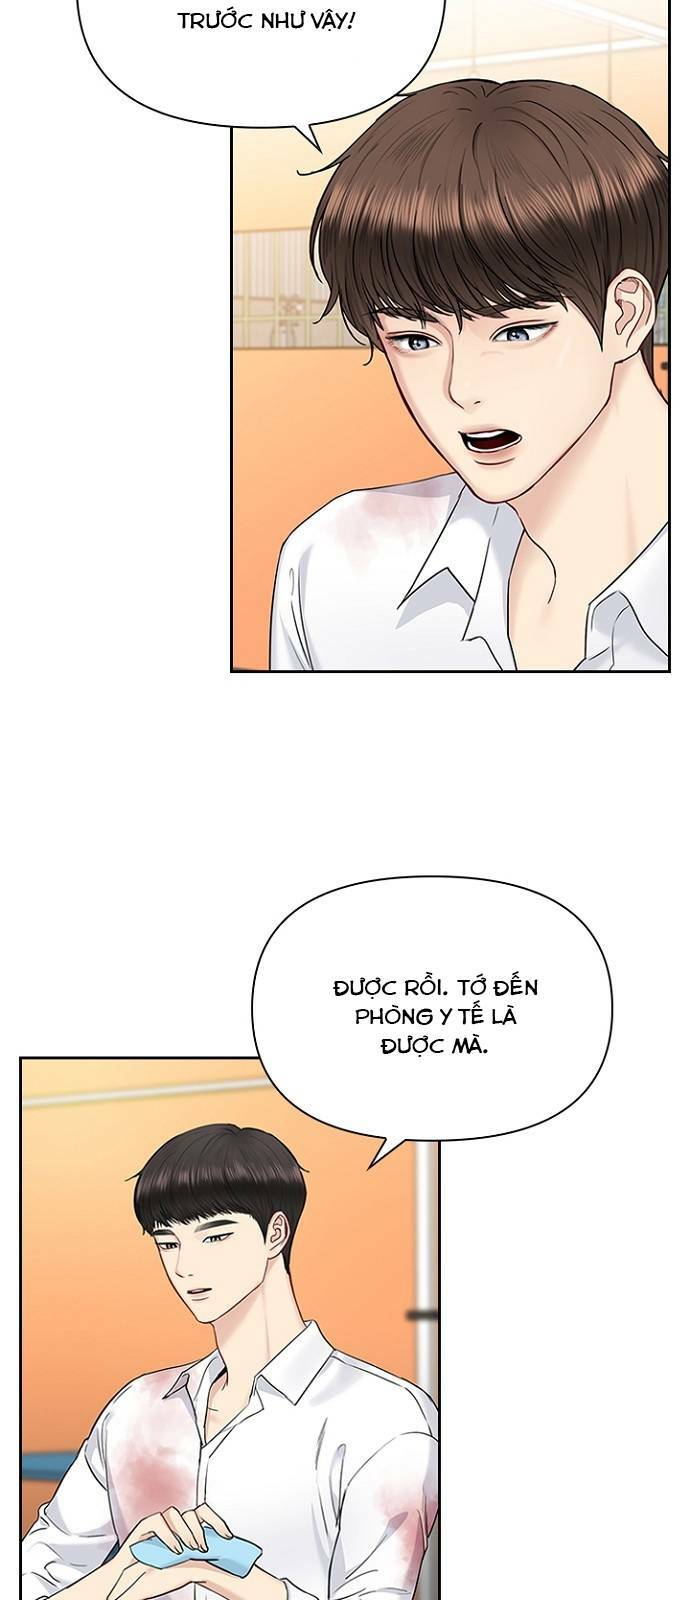 TRƯỚC NHƯ VẬY!
ĐƯỢC RỒI. TỚ ĐẾN
PHÒNG Y TẾ LÀ
ĐƯỢC MÀ.